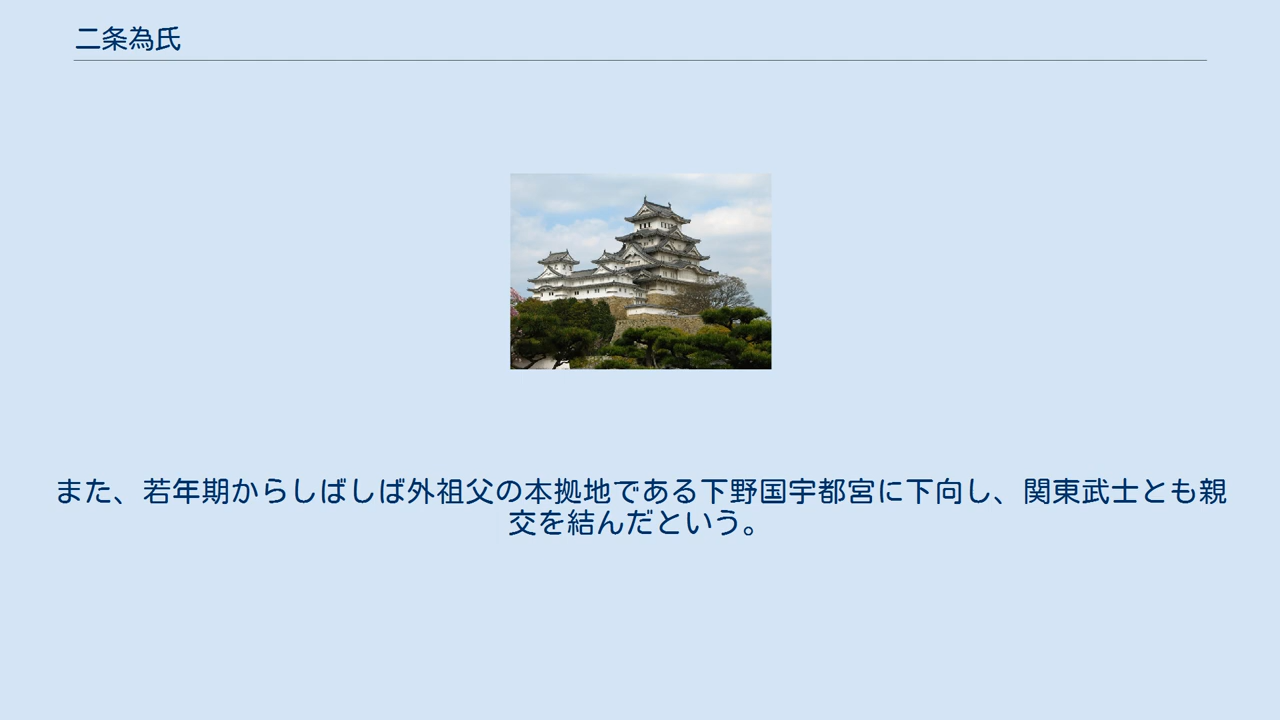 二条為氏
また、若年期からしばしば外祖父の本拠地である下野国宇都宮に下向し、関東武士とも親
交を結んだという。